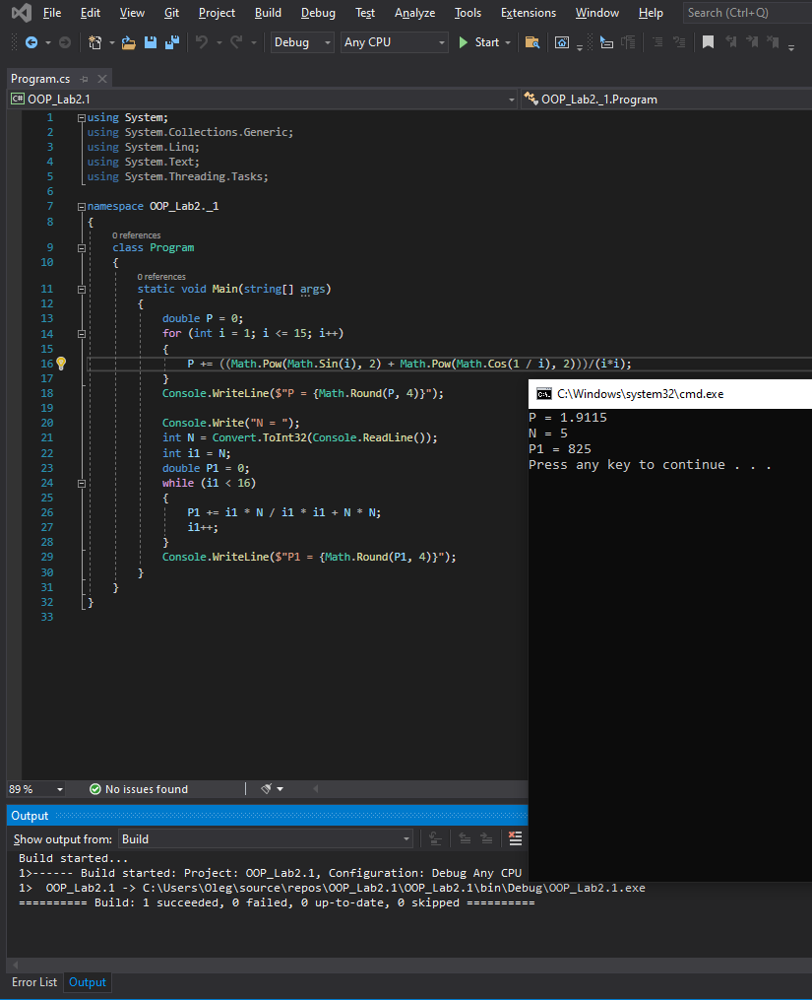 File Edit View Git Project Build Debug Test Analyze Tools Extensions Window Help Search (Ctrl+Q)
Debug Any CPU Start
Program.cs
C# OOP_Lab2.1 OOP_Lab2._1.Program
1 using System;
2 using System.Collections.Generic;
3 using System.Linq;
4 using System.Text;
5 using System.Threading.Tasks;
6
7 namespace OOP_Lab2._1
8 {
0 references
9 class Program
10 {
0 references
11 static void Main(string[] args)
12 {
13 double P = 0;
14 for (int i = 1; i <= 15; i++)
15 {
16 P += ((Math.Pow(Math.Sin(i), 2) + Math.Pow(Math.Cos(1 / i), 2)))/(i*i);
17 }
18 Console.WriteLine($"P = {Math.Round(P, 4)}");
19
20 Console.Write("N = ");
21 int N = Convert.ToInt32(Console.ReadLine());
22 int i1 = N;
23 double P1 = 0;
24 while (i1 < 16)
25 {
26 P1 += i1 * N / i1 * i1 + N * N;
27 i1++;
28 }
29 Console.WriteLine($"P1 = {Math.Round(P1, 4)}");
30 }
31 }
32 }
33
C:\. C:\Windows\system32\cmd.exe
P = 1.9115
N = 5
P1 = 825
Press any key to continue . . .
89 % No issues found
Output
Show output from: Build
Build started...
1>------ Build started: Project: OOP_Lab2.1, Configuration: Debug Any CPU
1> OOP_Lab2.1 -> C:\Users\Oleg\source\repos\OOP_Lab2.1\OOP_Lab2.1\bin\Debug\OOP_Lab2.1.exe
========== Build: 1 succeeded, 0 failed, 0 up-to-date, 0 skipped ==========
Error List Output